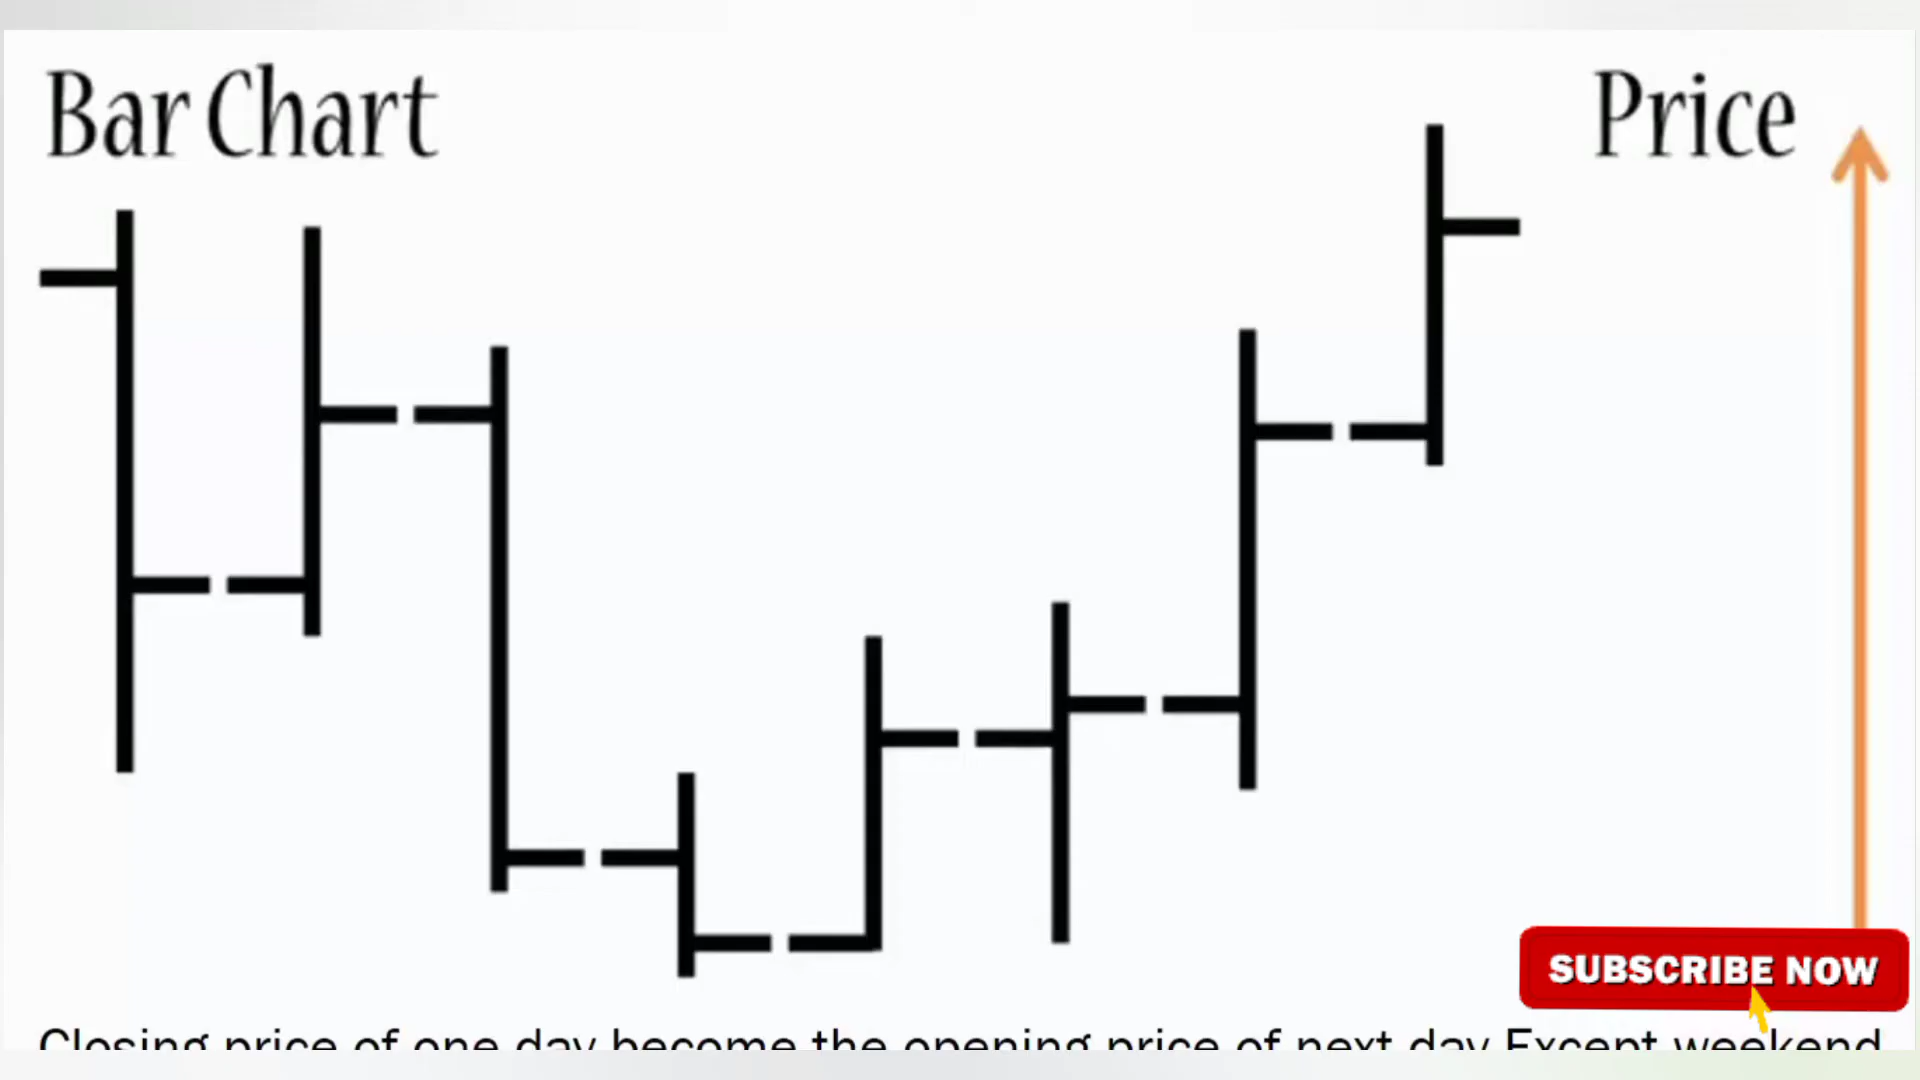 Bar Chart
Price
SUBSCRIBE NOW
Closing price of one day become the opening price of next day Except weekend